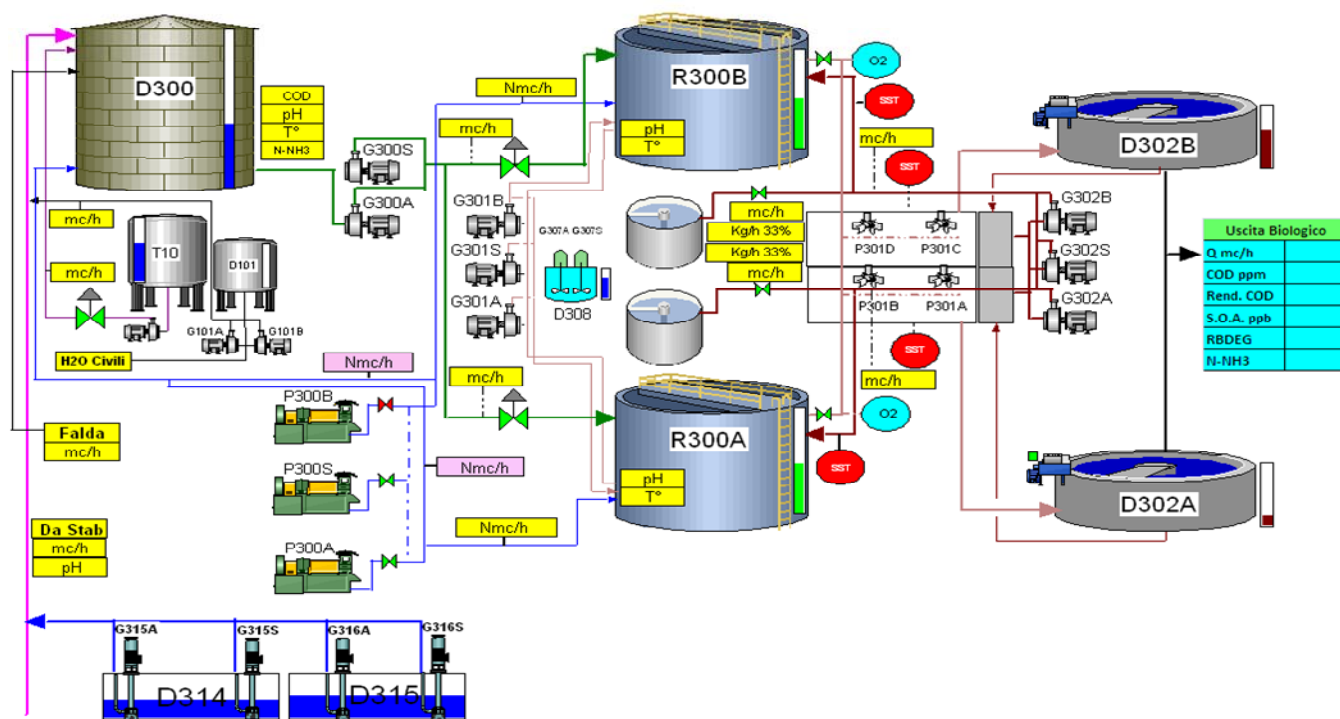 D300
COD
pH
T°
N-NH3
mc/h
T10
D101
mc/h
G101A
G101B
H2O Civili
Falda
mc/h
Da Stab
mc/h
pH
G315A
G315S
G316A
G316S
D314
D315
G300S
G300A
Nmc/h
P300B
P300S
P300A
Nmc/h
Nmc/h
Nmc/h
mc/h
G301B
G301S
G301A
G307A
G307S
D308
mc/h
R300B
pH
T°
O2
SST
mc/h
SST
mc/h
Kg/h 33%
Kg/h 33%
mc/h
P301D
P301C
P301B
P301A
SST
mc/h
O2
R300A
pH
T°
SST
G302B
G302S
G302A
D302B
D302A
Uscita Biologico
Q mc/h
COD ppm
Rend. COD
S.O.A. ppb
RBDEG
N-NH3